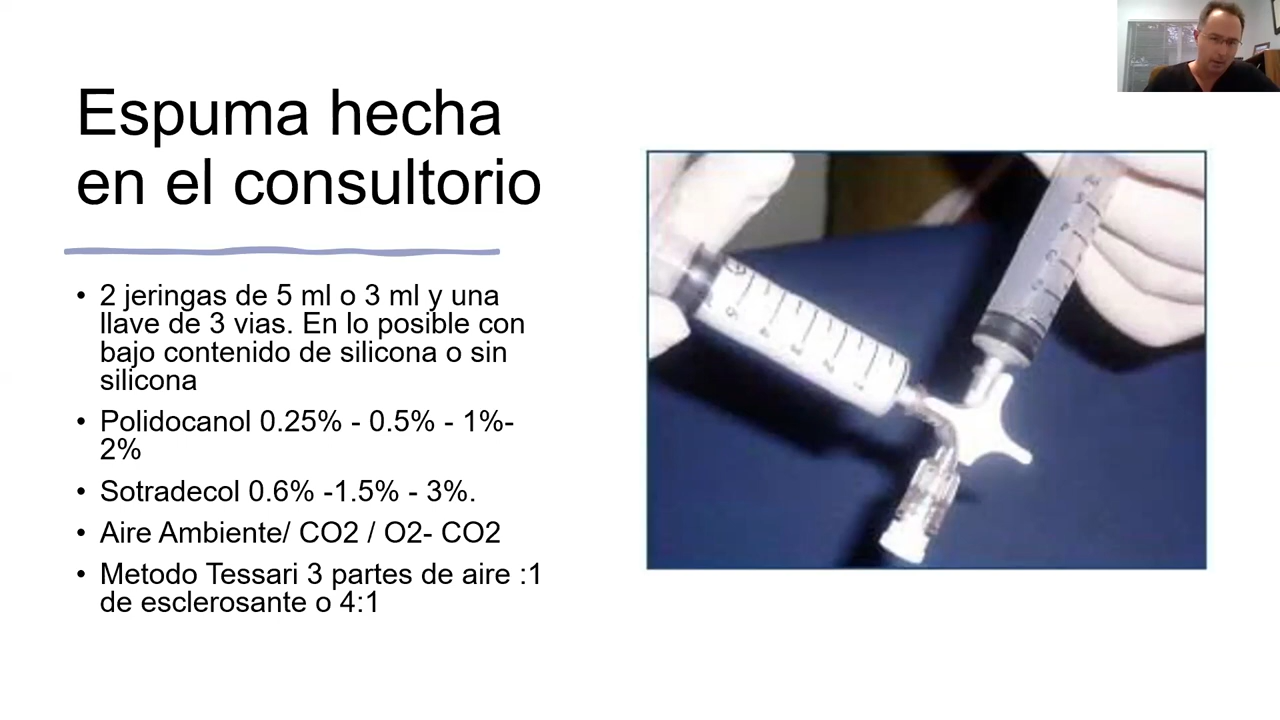 Espuma hecha
en el consultorio
• 2 jeringas de 5 ml o 3 ml y una
llave de 3 vias. En lo posible con
bajo contenido de silicona o sin
silicona
• Polidocanol 0.25% - 0.5% - 1%-
2%
• Sotradecol 0.6% -1.5% - 3%.
• Aire Ambiente/ CO2 / O2- CO2
• Metodo Tessari 3 partes de aire :1
de esclerosante o 4:1